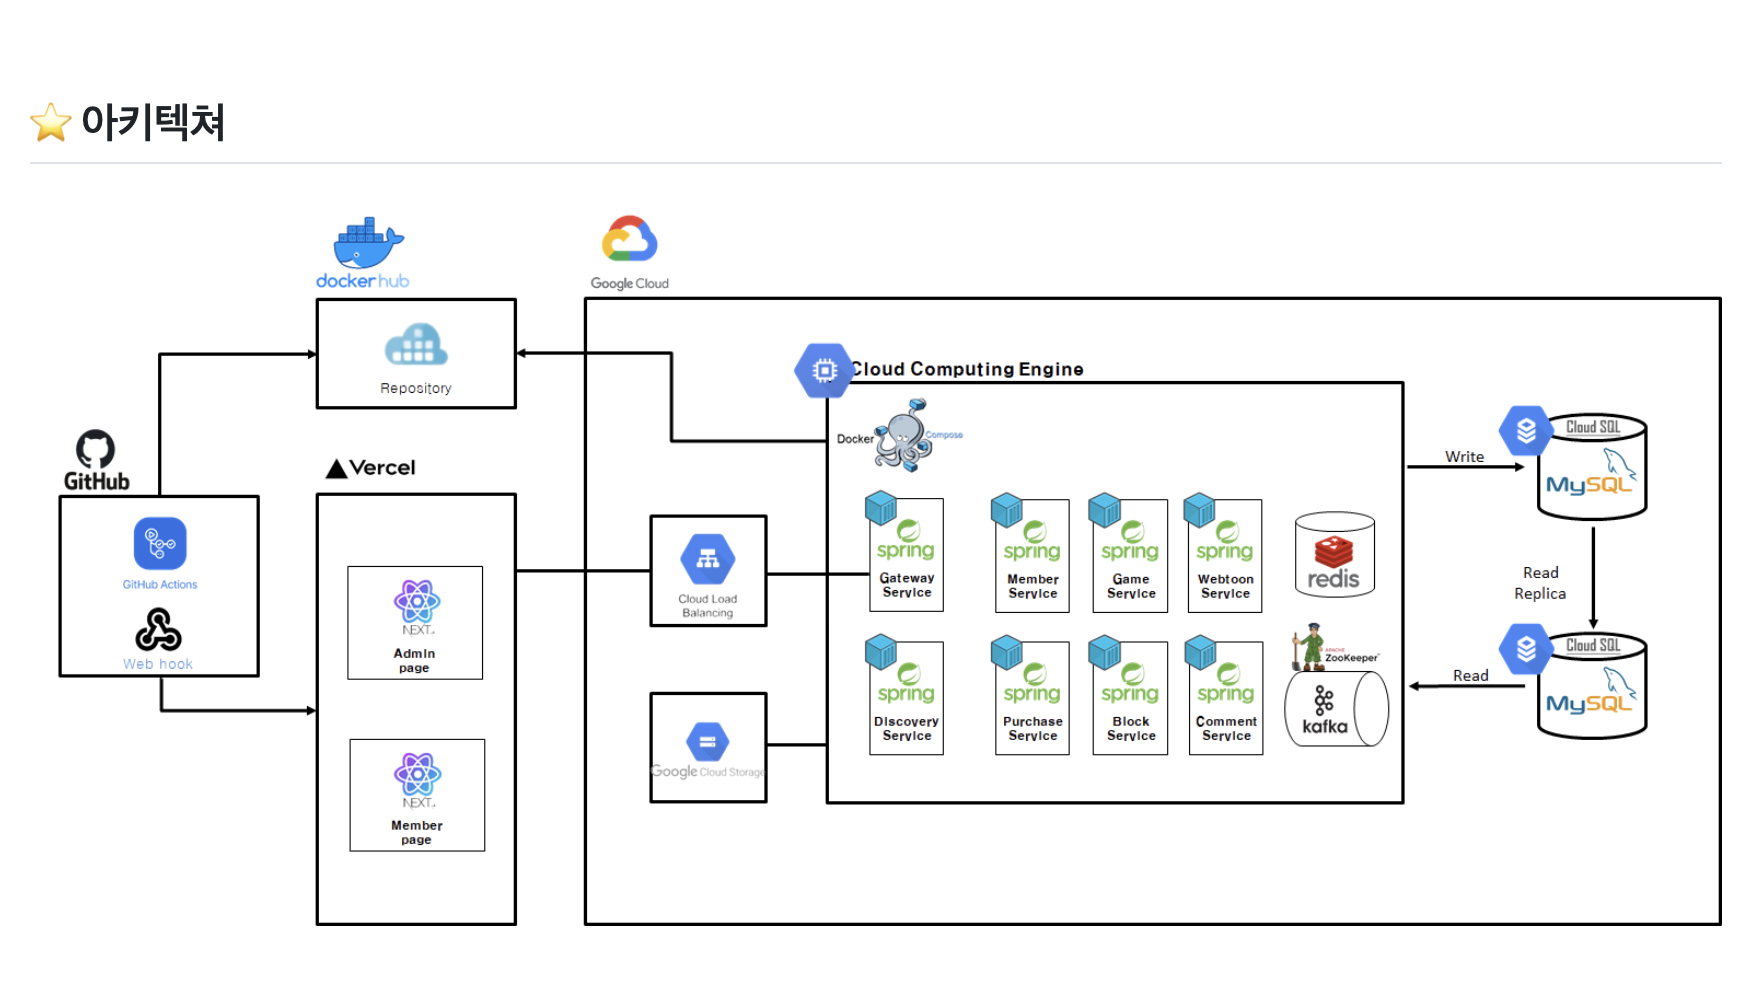 아키텍쳐
docker hub
Google Cloud
Repository
Cloud Computing Engine
Docker
Compose
GitHub
Vercel
GitHub Actions
Web hook
NEXT.
Admin
page
NEXT.
Member
page
Cloud Load
Balancing
Google Cloud Storage
spring
Gateway
Service
spring
Member
Service
spring
Game
Service
spring
Webtoon
Service
redis
spring
Discovery
Service
spring
Purchase
Service
spring
Block
Service
spring
Comment
Service
APACHE
ZooKeeper™
kafka
Write
Cloud SQL
MySQL
Read
Replica
Read
Cloud SQL
MySQL